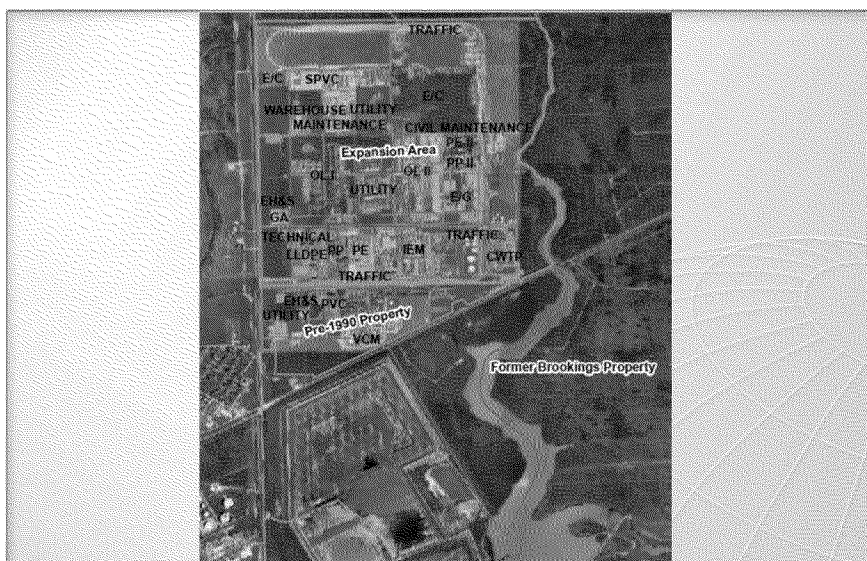 TRAFFIC
E/C SPVC
E/C
WAREHOUSE UTILITY
MAINTENANCE
CIVIL MAINTENANCE
PE II
Expansion Area
PP II
OL I
OL II
UTILITY
E/G
EH&S
GA
TECHNICAL
TRAFFIC
LLDPE PP PE IEM
CWTP
TRAFFIC
EH&S PVC
UTILITY
Pre-1990 Property
VCM
Former Brookings Property